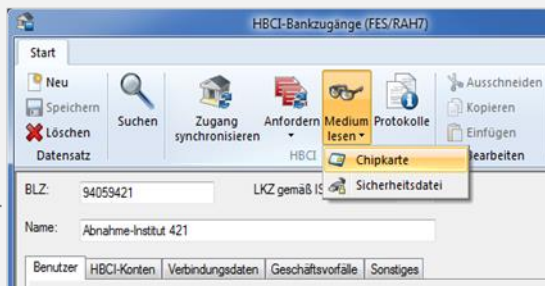 HBCI-Bankzugänge (FES/RAH7)
Start
Neu
Speichern
Löschen
Datensatz
Suchen
Zugang synchronisieren
Anfordern
Medium lesen
Protokolle
HBCI
Ausschneiden
Kopieren
Einfügen
Bearbeiten
Chipkarte
Sicherheitsdatei
BLZ: 94059421 LKZ gemäß IS
Name: Abnahme-Institut 421
Benutzer HBCI-Konten Verbindungsdaten Geschäftsvorfälle Sonstiges